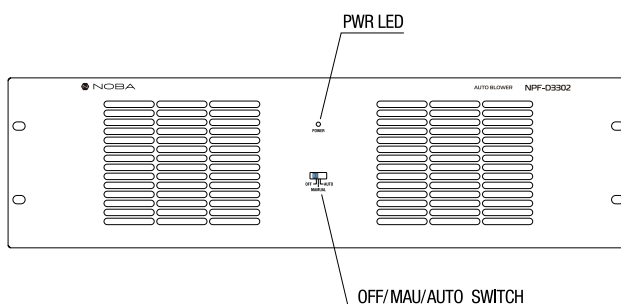 PWR LED
NOBA
AUTO BLOWER NPF-D3302
POWER
OFF AUTO
MANUAL
OFF/MAU/AUTO SWITCH